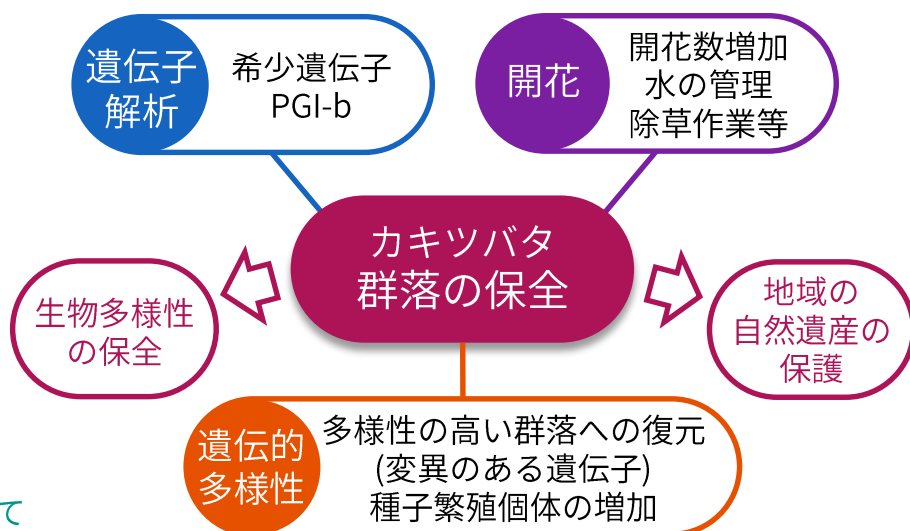 遺伝子
解析
希少遺伝子
PGI-b
開花
開花数増加
水の管理
除草作業等
カキツバタ
群落の保全
生物多様性
の保全
地域の
自然遺産の
保護
遺伝的
多様性
多様性の高い群落への復元
(変異のある遺伝子)
種子繁殖個体の増加
て